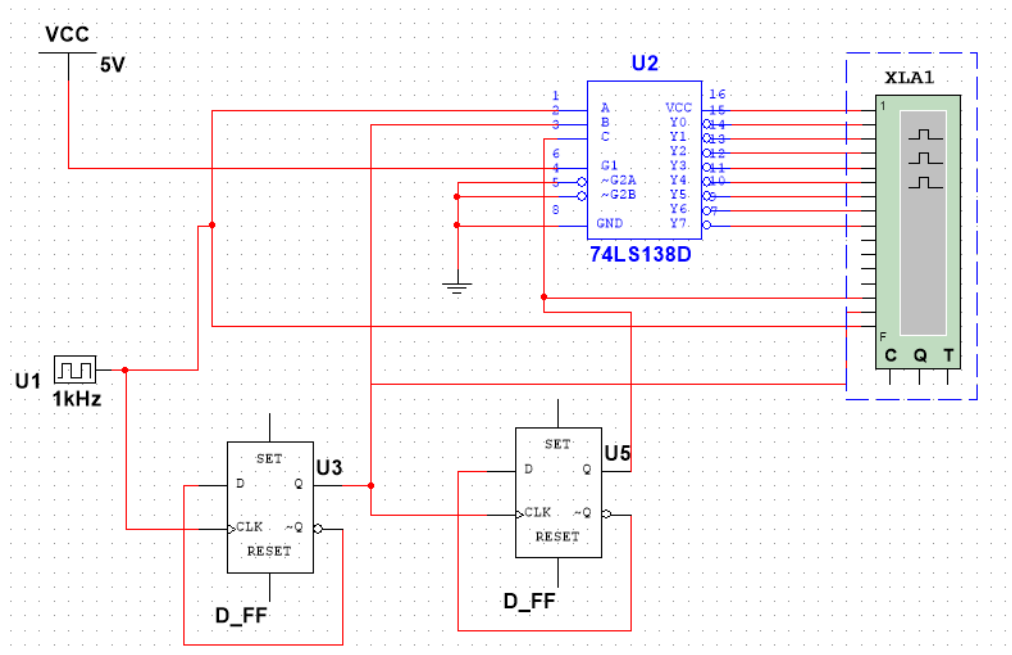 VCC
5V
U2
XLA1
1 16
2 A VCC 15
3 B Y0 14
C Y1 13
Y2 12
6 G1 Y3 11
4 ~G2A Y4 10
5 ~G2B Y5 9
Y6 7
8 GND Y7
74LS138D
1
F
C Q T
U1
1kHz
SET
D Q
U3
CLK ~Q
RESET
D_FF
SET
D Q
U5
CLK ~Q
RESET
D_FF